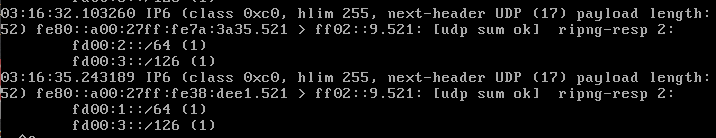 03:16:32.103260 IP6 (class 0xc0, hlim 255, next-header UDP (17) payload length:
52) fe80::a00:27ff:fe7a:3a35.521 > ff02::9.521: [udp sum ok]  ripng-resp 2:
fd00:2::/64 (1)
fd00:3::/126 (1)
03:16:35.243189 IP6 (class 0xc0, hlim 255, next-header UDP (17) payload length:
52) fe80::a00:27ff:fe38:dee1.521 > ff02::9.521: [udp sum ok]  ripng-resp 2:
fd00:1::/64 (1)
fd00:3::/126 (1)